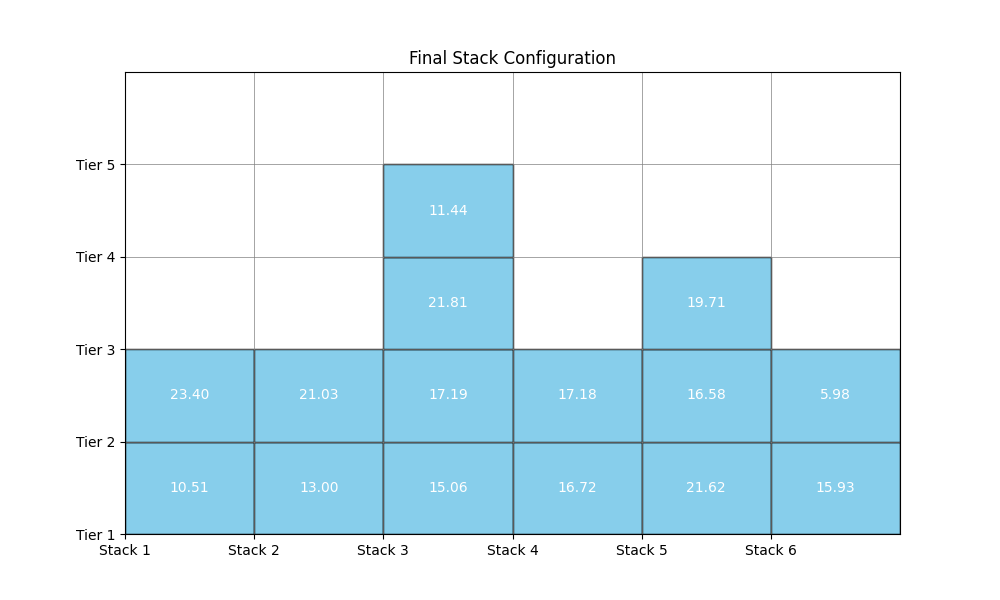 Final Stack Configuration
Tier 5
11.44
Tier 4
21.81 19.71
Tier 3
23.40 21.03 17.19 17.18 16.58 5.98
Tier 2
10.51 13.00 15.06 16.72 21.62 15.93
Tier 1
Stack 1 Stack 2 Stack 3 Stack 4 Stack 5 Stack 6